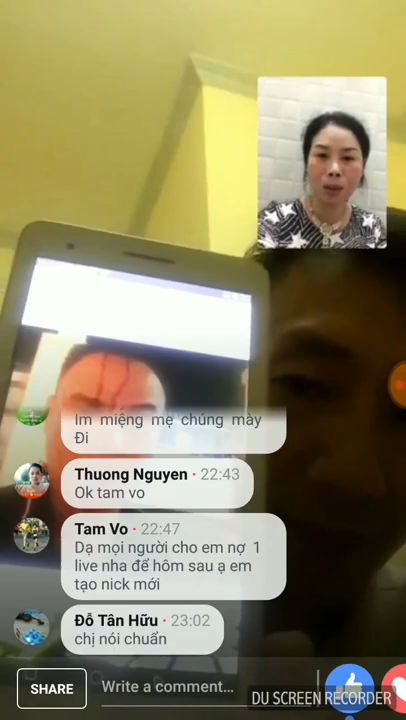 Im miệng mẹ chúng mày
Đi
Thuong Nguyen · 22:43
Ok tam vo
Tam Vo · 22:47
Dạ mọi người cho em nợ 1
live nha để hôm sau ạ em
tạo nick mới
Đỗ Tân Hữu · 23:02
chị nói chuẩn
SHARE
Write a comment...
DU SCREEN RECORDER